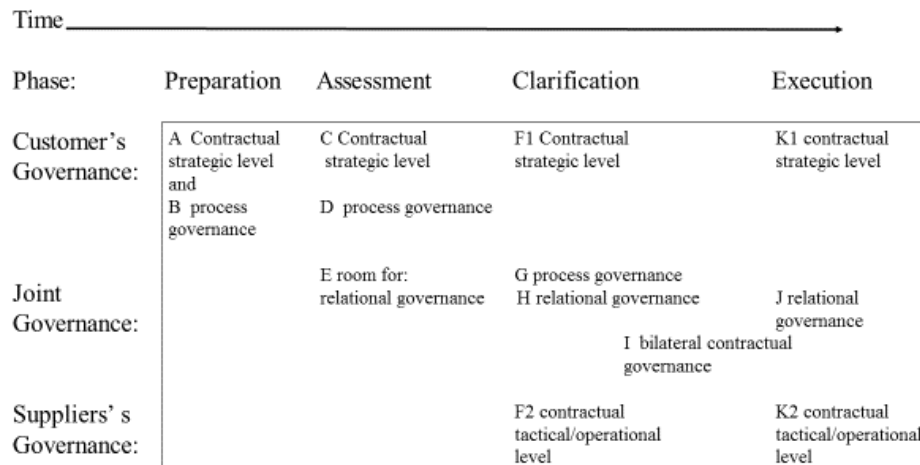 Time
Phase: Preparation Assessment Clarification Execution
Customer's
Governance:
A Contractual
strategic level
and
B process
governance
C Contractual
strategic level
D process governance
F1 Contractual
strategic level
K1 contractual
strategic level
Joint
Governance:
E room for:
relational governance
G process governance
H relational governance
I bilateral contractual
governance
J relational
governance
Suppliers' s
Governance:
F2 contractual
tactical/operational
level
K2 contractual
tactical/operational
level